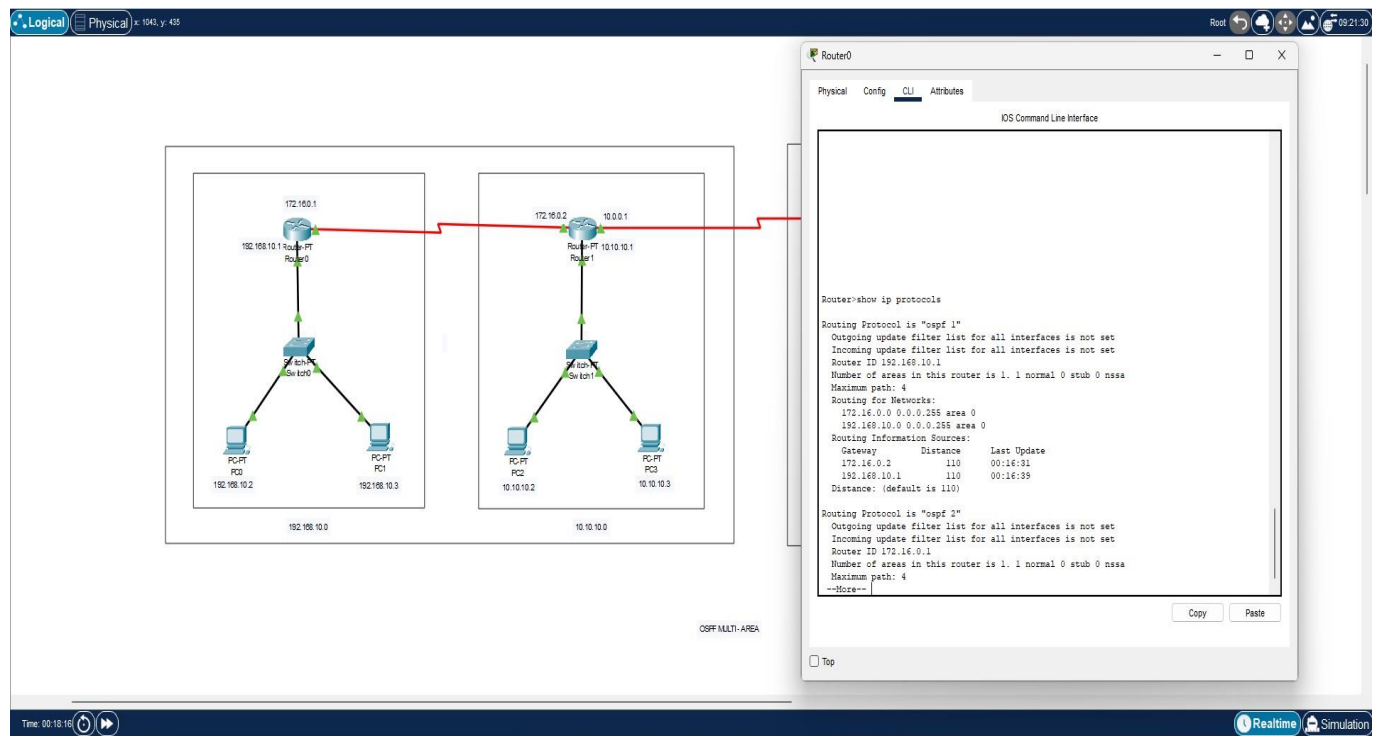 Logical Physical x: 1043, y: 435 Root 09:21:30
172.16.0.1
192.168.10.1 Router-PT
Router0
Switch-PT
Switch0
PC-PT
PC0
192.168.10.2
PC-PT
PC1
192.168.10.3
192.168.10.0
172.16.0.2 10.0.0.1
Router-PT 10.10.10.1
Router1
Switch-PT
Switch1
PC-PT
PC2
10.10.10.2
PC-PT
PC3
10.10.10.3
10.10.10.0
OSPF MULTI - AREA
Router0
Physical Config CLI Attributes
IOS Command Line Interface
Router>show ip protocols
Routing Protocol is "ospf 1"
Outgoing update filter list for all interfaces is not set
Incoming update filter list for all interfaces is not set
Router ID 192.168.10.1
Number of areas in this router is 1. 1 normal 0 stub 0 nssa
Maximum path: 4
Routing for Networks:
172.16.0.0 0.0.0.255 area 0
192.168.10.0 0.0.0.255 area 0
Routing Information Sources:
Gateway Distance Last Update
172.16.0.2 110 00:16:31
192.168.10.1 110 00:16:39
Distance: (default is 110)
Routing Protocol is "ospf 2"
Outgoing update filter list for all interfaces is not set
Incoming update filter list for all interfaces is not set
Router ID 172.16.0.1
Number of areas in this router is 1. 1 normal 0 stub 0 nssa
Maximum path: 4
--More--
Copy Paste
Top
Time: 00:18:16 Realtime Simulation